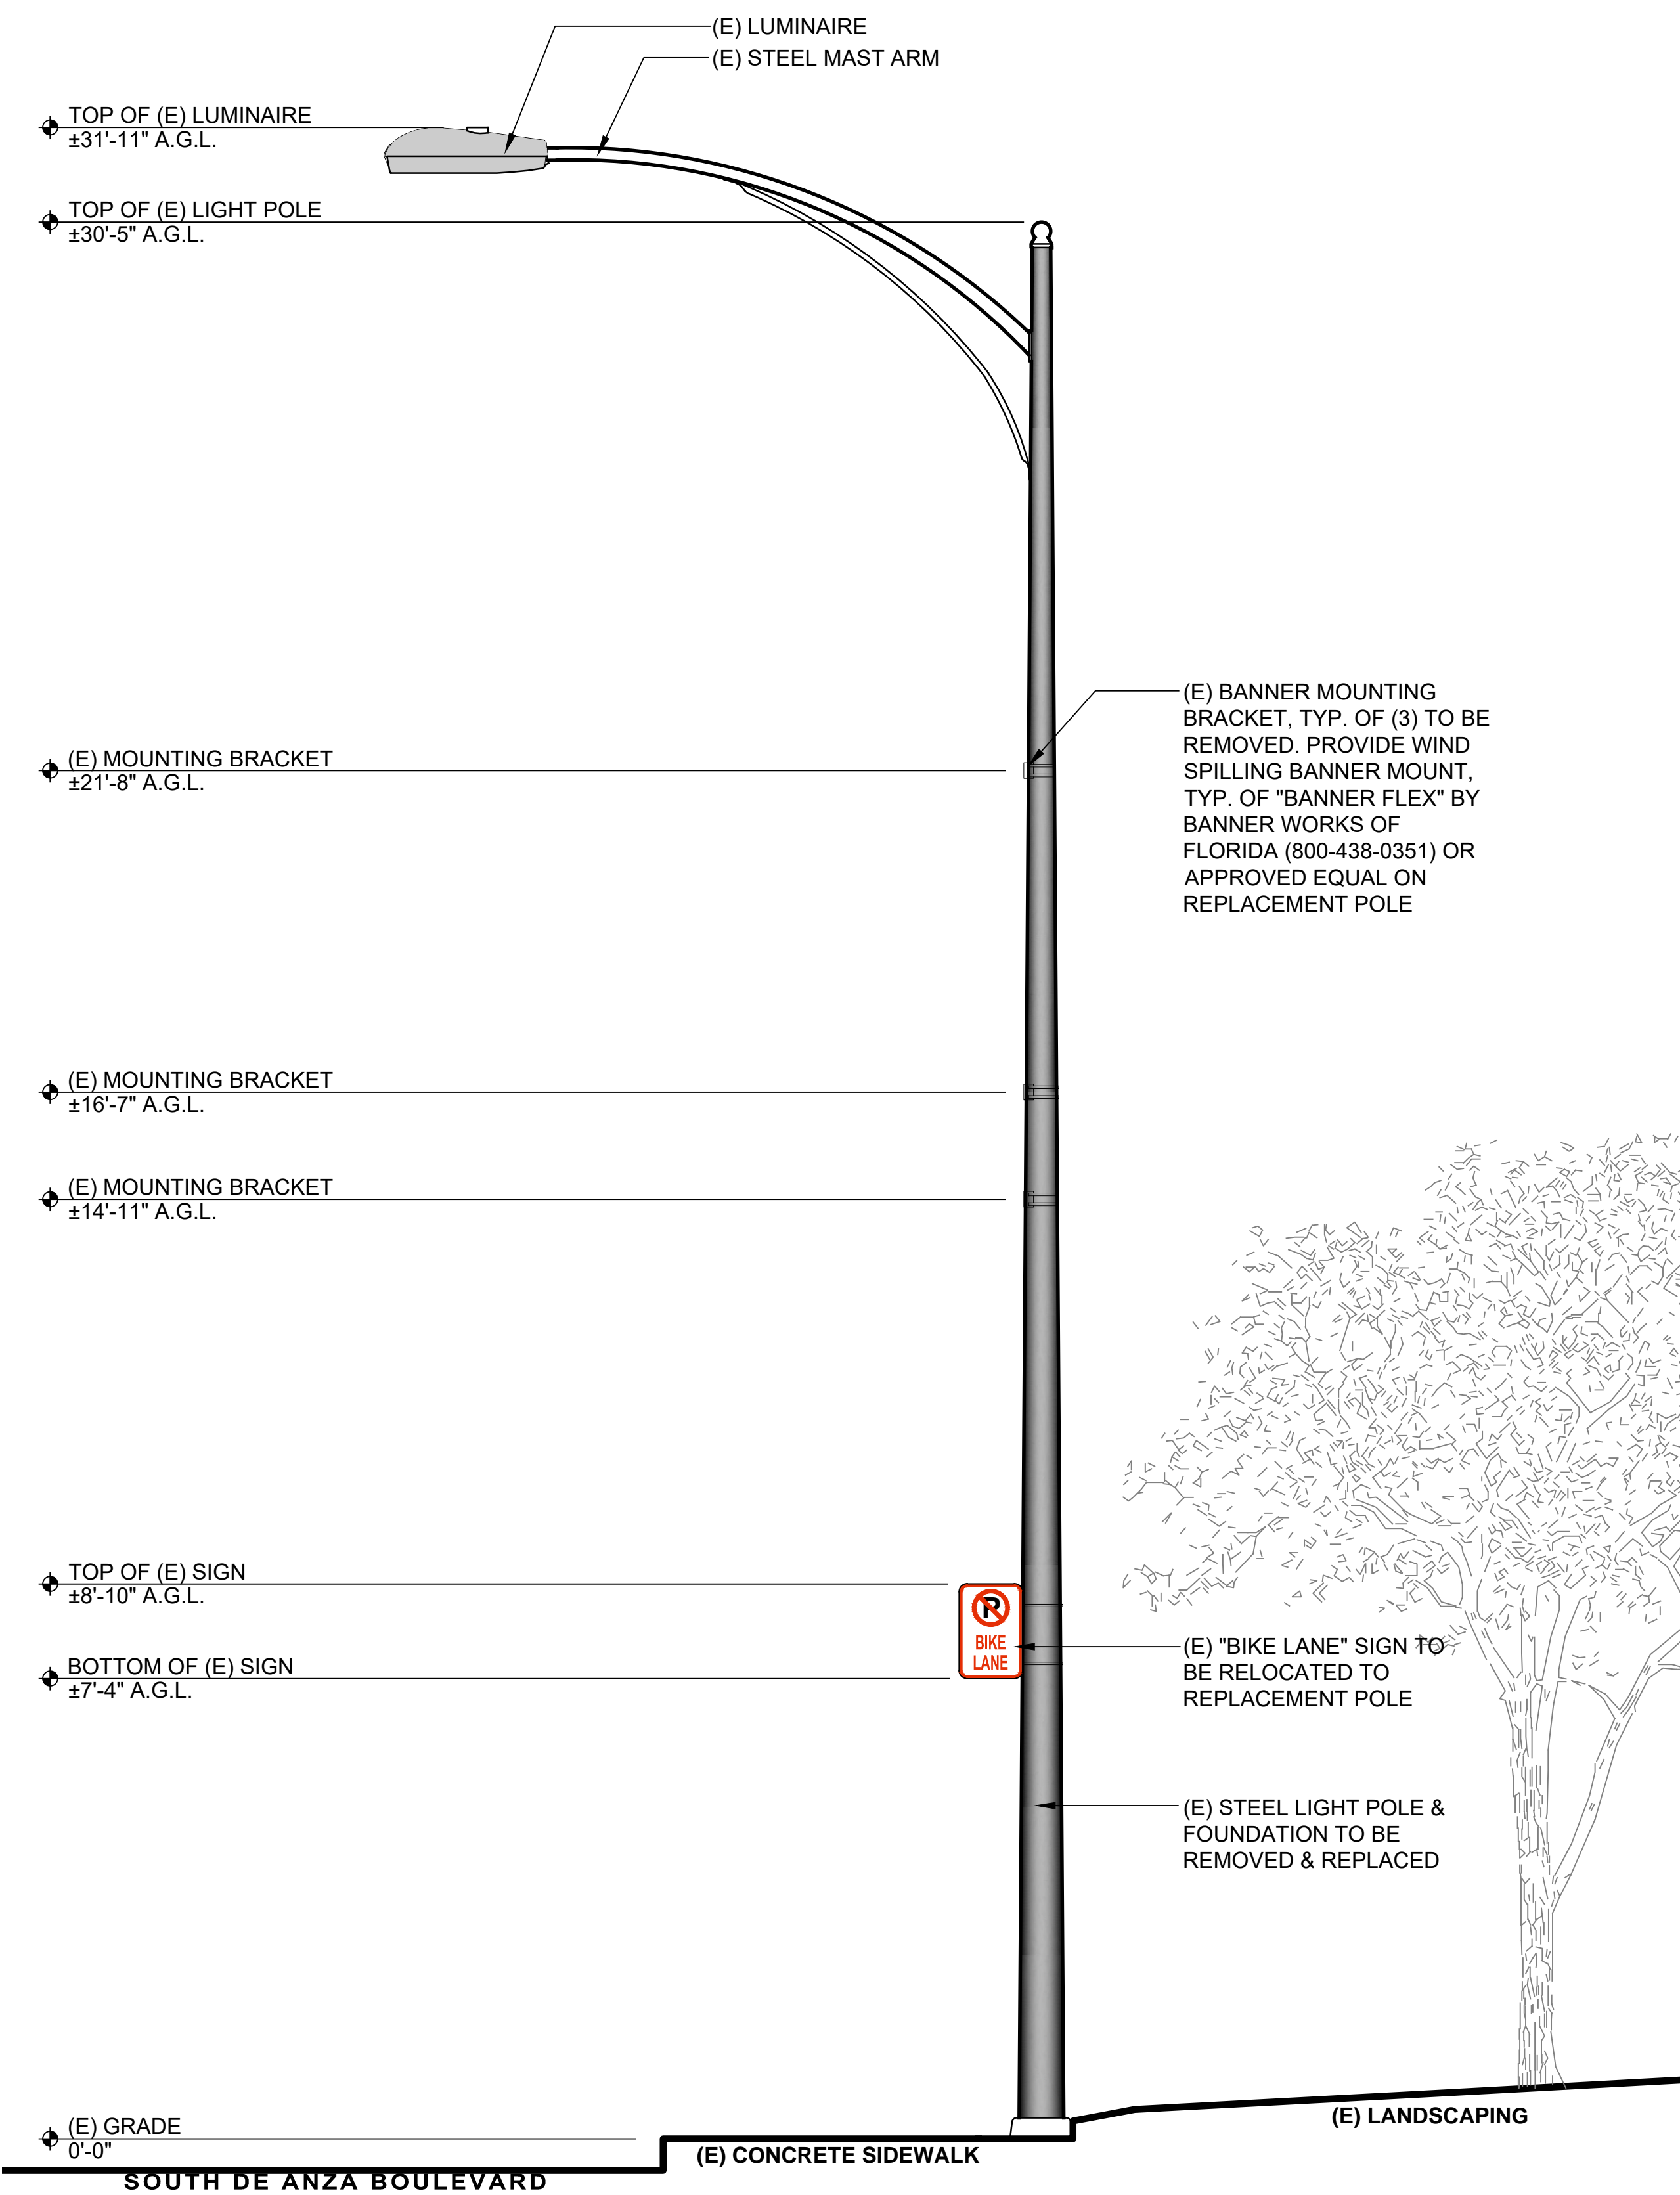 (E) LUMINAIRE
(E) STEEL MAST ARM
TOP OF (E) LUMINAIRE
±31'-11" A.G.L.
TOP OF (E) LIGHT POLE
±30'-5" A.G.L.
(E) BANNER MOUNTING
BRACKET, TYP. OF (3) TO BE
REMOVED. PROVIDE WIND
SPILLING BANNER MOUNT,
TYP. OF "BANNER FLEX" BY
BANNER WORKS OF
FLORIDA (800-438-0351) OR
APPROVED EQUAL ON
REPLACEMENT POLE
(E) MOUNTING BRACKET
±21'-8" A.G.L.
(E) MOUNTING BRACKET
±16'-7" A.G.L.
(E) MOUNTING BRACKET
±14'-11" A.G.L.
TOP OF (E) SIGN
±8'-10" A.G.L.
P
BIKE
LANE
(E) "BIKE LANE" SIGN TO
BE RELOCATED TO
REPLACEMENT POLE
BOTTOM OF (E) SIGN
±7'-4" A.G.L.
(E) STEEL LIGHT POLE &
FOUNDATION TO BE
REMOVED & REPLACED
(E) LANDSCAPING
(E) GRADE
0'-0"
(E) CONCRETE SIDEWALK
SOUTH DE ANZA BOULEVARD